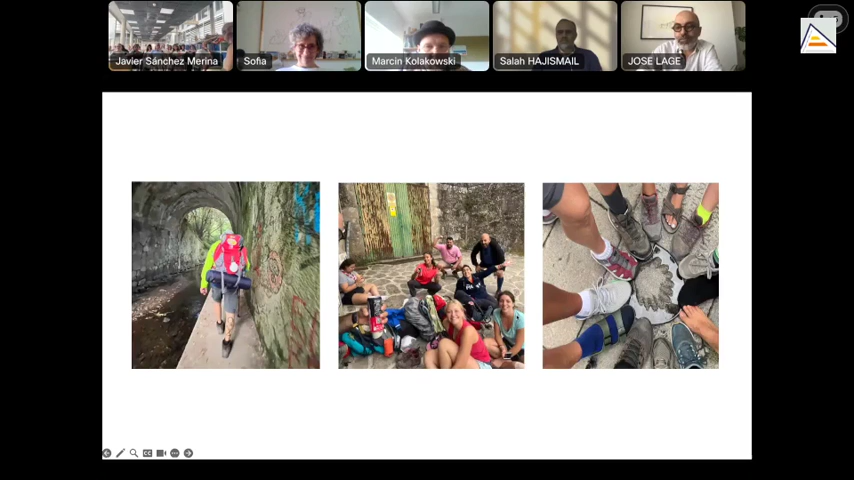 Javier Sánchez Merina
Sofia
Marcin Kolakowski
Salah HAJISMAIL
JOSE LAGE